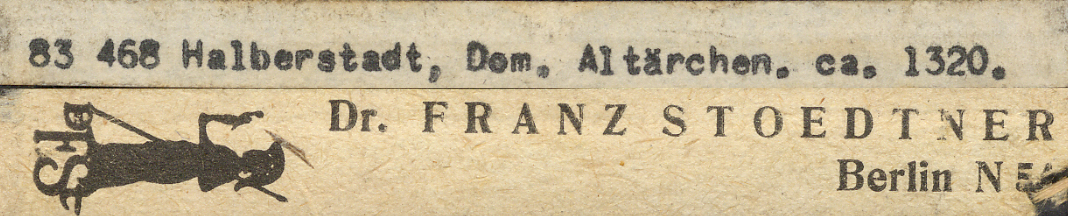 83 468 Halberstadt, Dom. Altärchen. ca. 1320.
Dr. FRANZ STOEDTNER
Berlin N